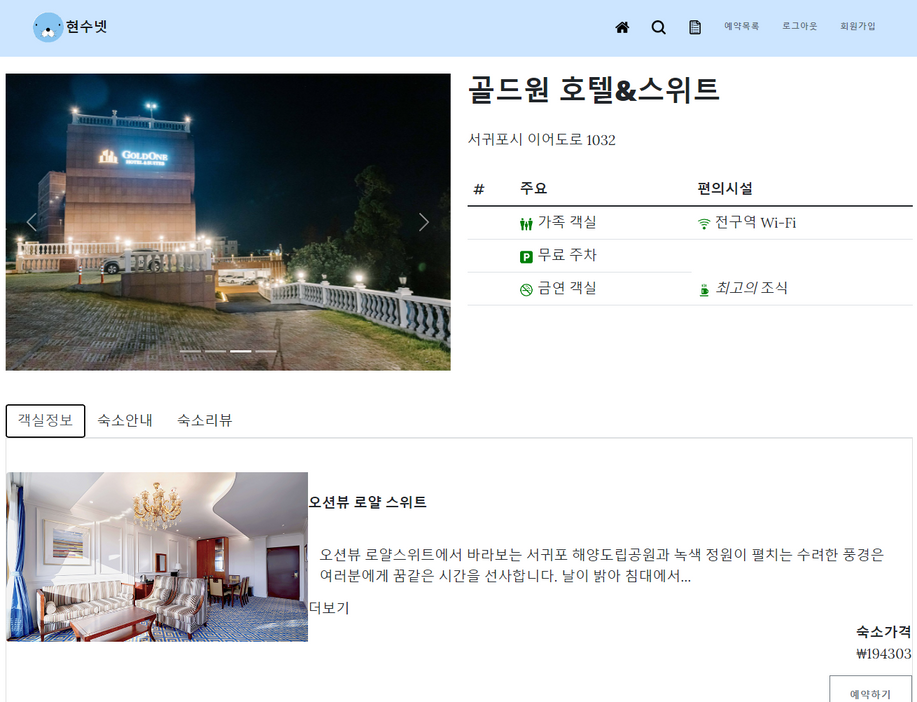 현수넷
예약목록 로그아웃 회원가입
GOLDONE
HOTEL & SUITES
골드원 호텔&스위트
서귀포시 이어도로 1032
# 주요 편의시설
가족 객실 전구역 Wi-Fi
P 무료 주차
금연 객실 최고의 조식
객실정보 숙소안내 숙소리뷰
오션뷰 로얄 스위트
오션뷰 로얄스위트에서 바라보는 서귀포 해양도립공원과 녹색 정원이 펼치는 수려한 풍경은
여러분에게 꿈같은 시간을 선사합니다. 날이 밝아 침대에서...
더보기
숙소가격
₩194303
예약하기